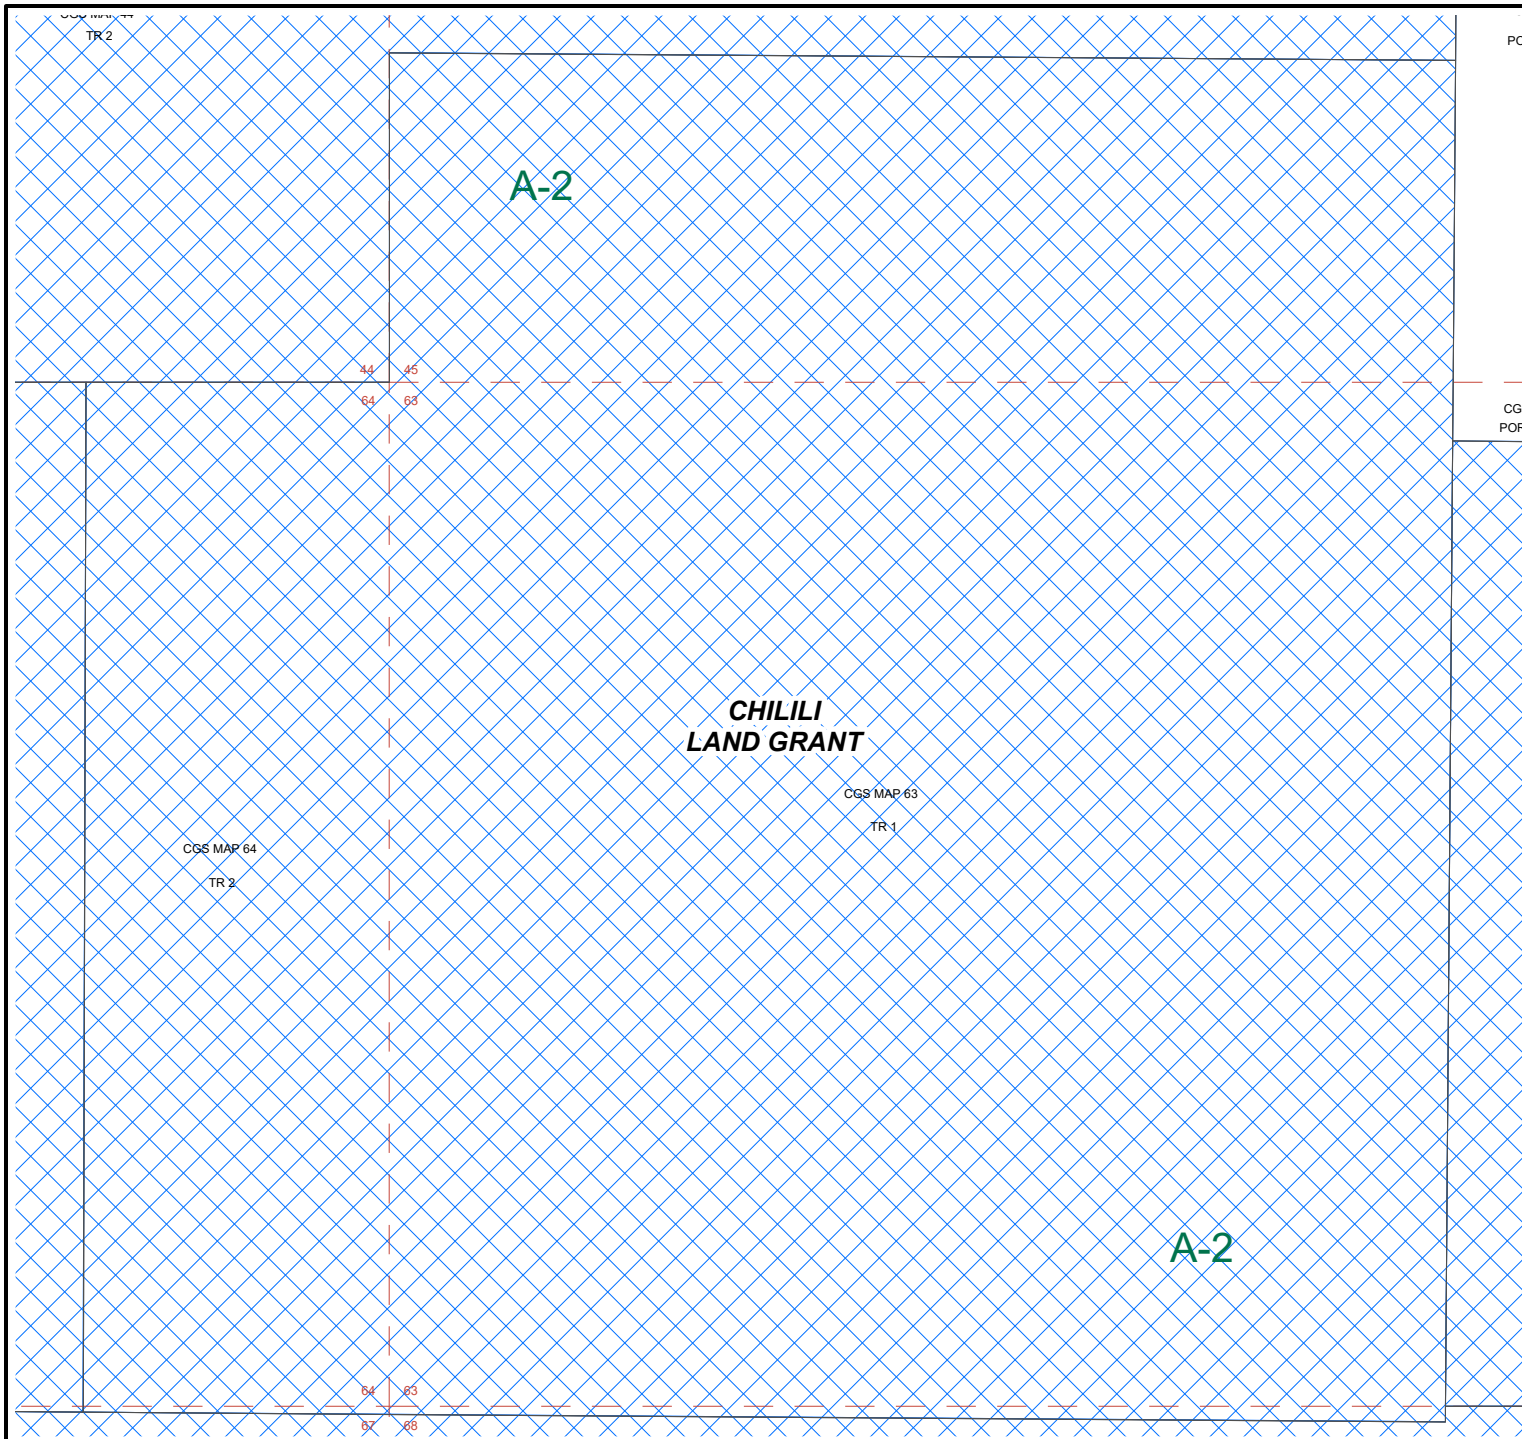 TR 2
A-2
44 45
64 63
CHILILI
LAND GRANT
CGS MAP 63
TR 1
CGS MAP 64
TR 2
A-2
64 63
67 68